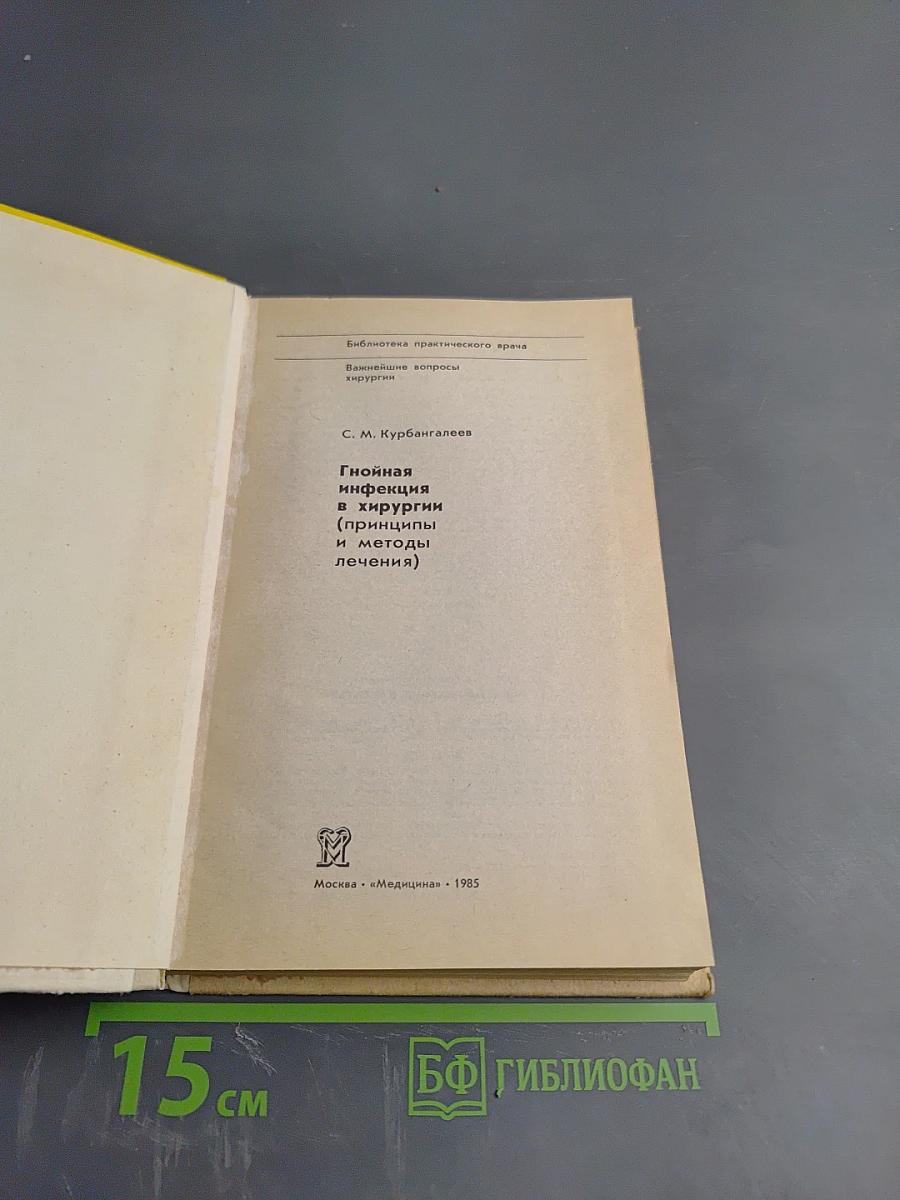 Библиотека практического врача
Важнейшие вопросы
хирургии
С. М. Курбангалеев
Гнойная
инфекция
в хирургии
(принципы
и методы
лечения)
Москва · «Медицина» · 1985
15 см
БФ ГИБЛИОФАН